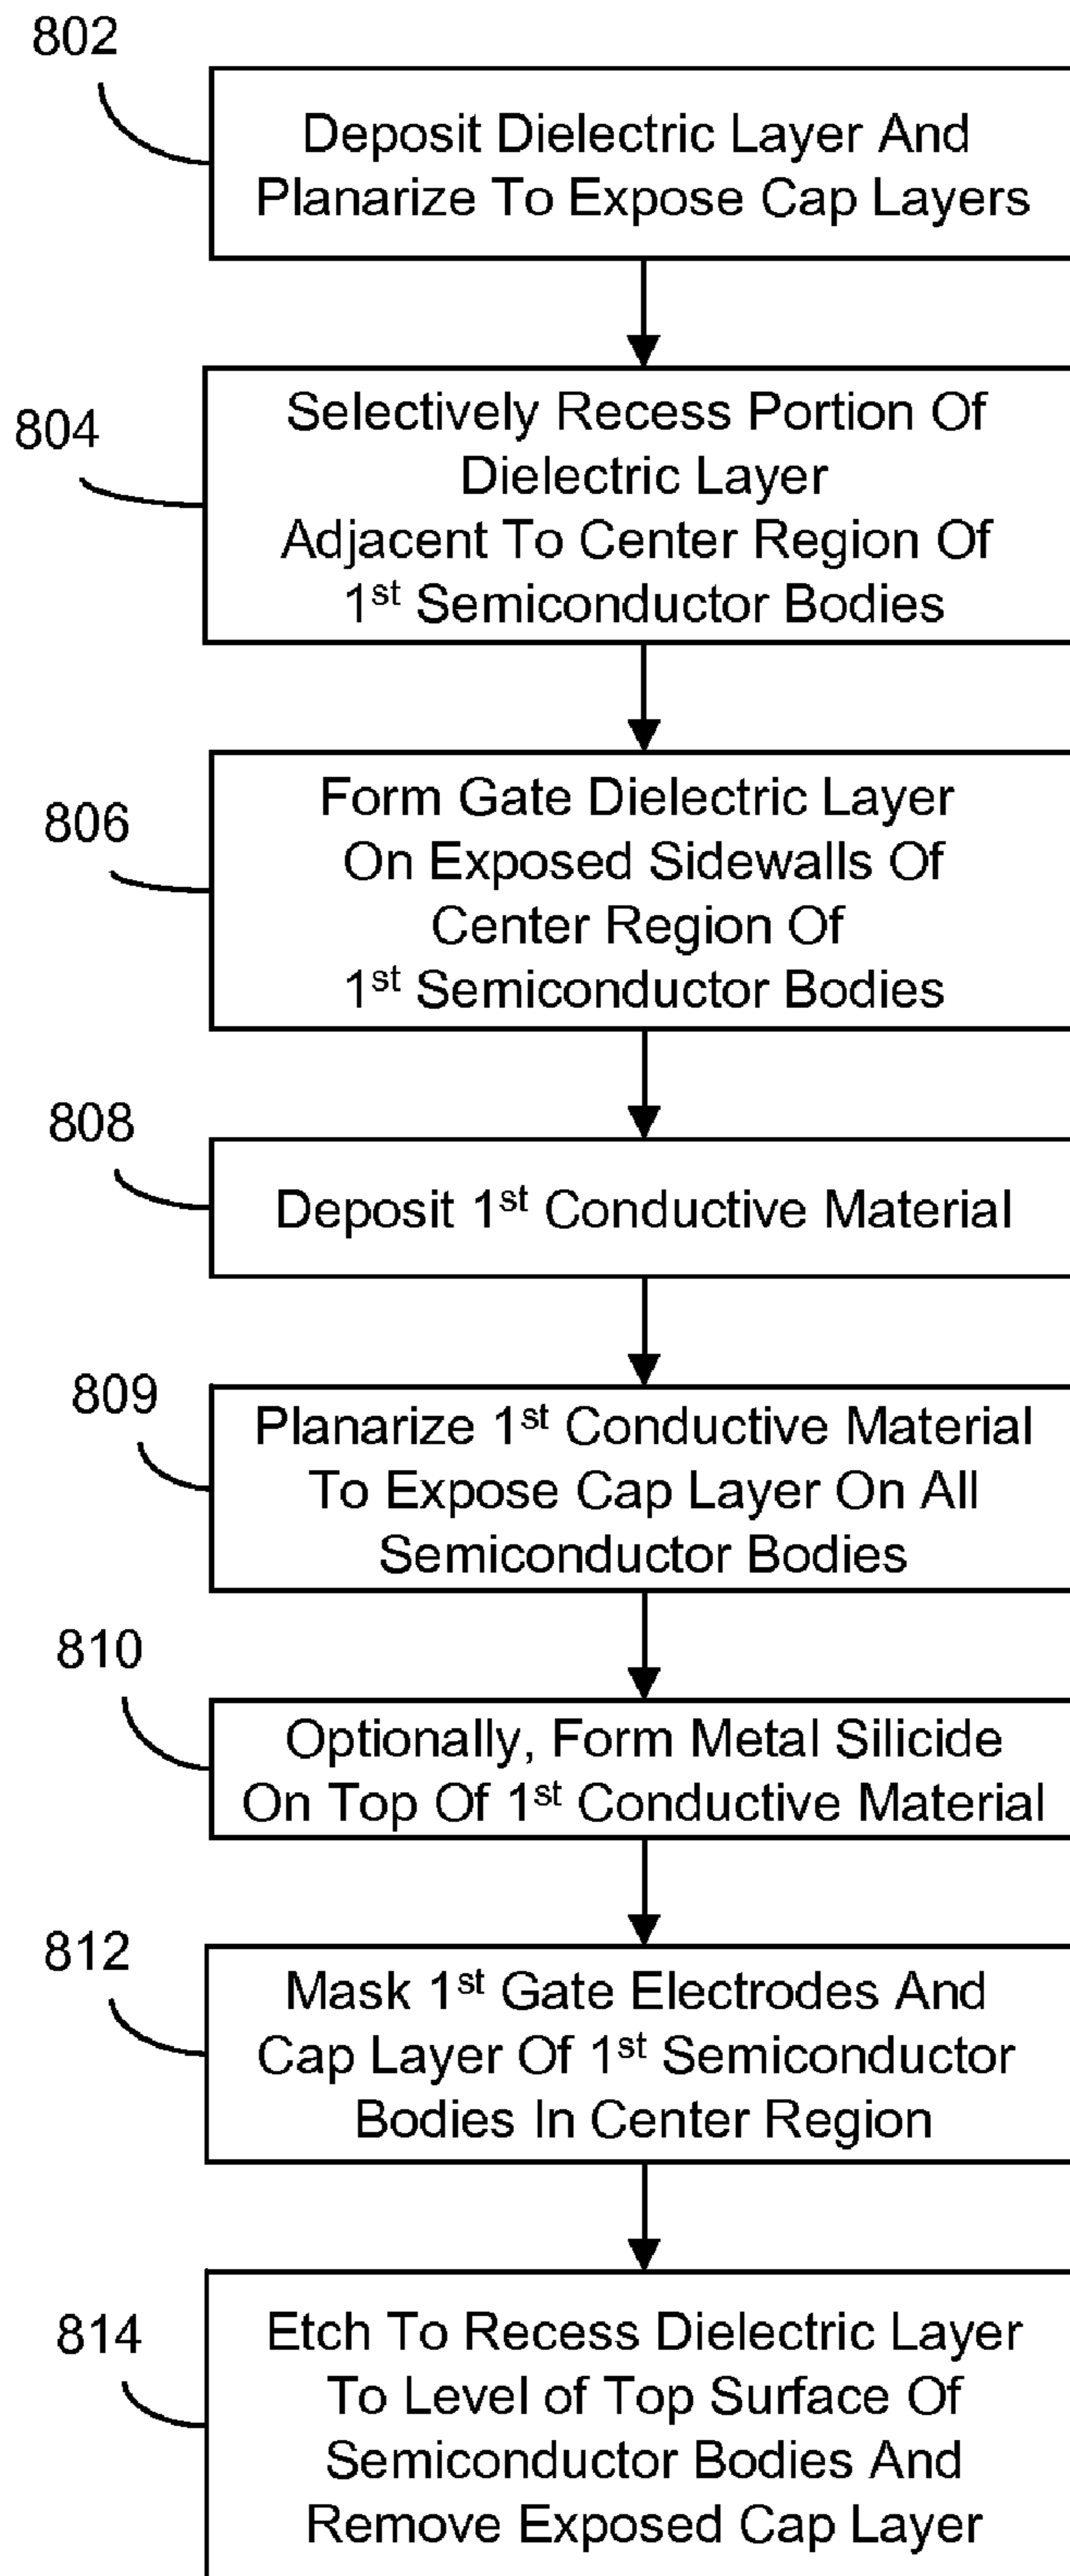 802
Deposit Dielectric Layer And
Planarize To Expose Cap Layers
804
Selectively Recess Portion Of
Dielectric Layer
Adjacent To Center Region Of
1st Semiconductor Bodies
806
Form Gate Dielectric Layer
On Exposed Sidewalls Of
Center Region Of
1st Semiconductor Bodies
808
Deposit 1st Conductive Material
809
Planarize 1st Conductive Material
To Expose Cap Layer On All
Semiconductor Bodies
810
Optionally, Form Metal Silicide
On Top Of 1st Conductive Material
812
Mask 1st Gate Electrodes And
Cap Layer Of 1st Semiconductor
Bodies In Center Region
814
Etch To Recess Dielectric Layer
To Level of Top Surface Of
Semiconductor Bodies And
Remove Exposed Cap Layer